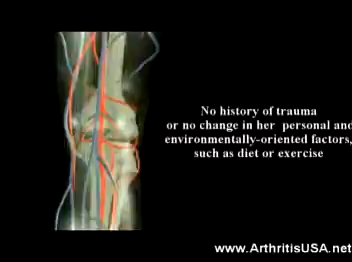 No history of trauma
or no change in her personal and
environmentally-oriented factors,
such as diet or exercise
www.ArthritisUSA.net